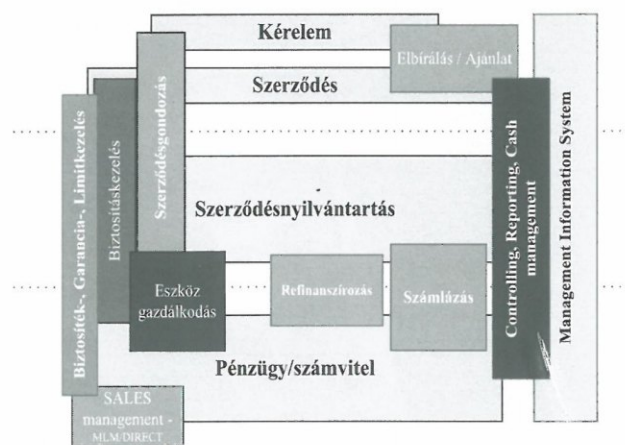 Kérelem
Elbírálás / Ajánlat
Szerződés
Szerződésgondozás
Biztosításkezelés
Biztosíték-, Garancia-, Limitkezelés
Szerződésnyilvántartás
Eszköz
gazdálkodás
Refinanszírozás
Számlázás
Pénzügy/számvitel
SALES
management -
MLM/DIRECT
Controlling, Reporting, Cash
management
Management Information System